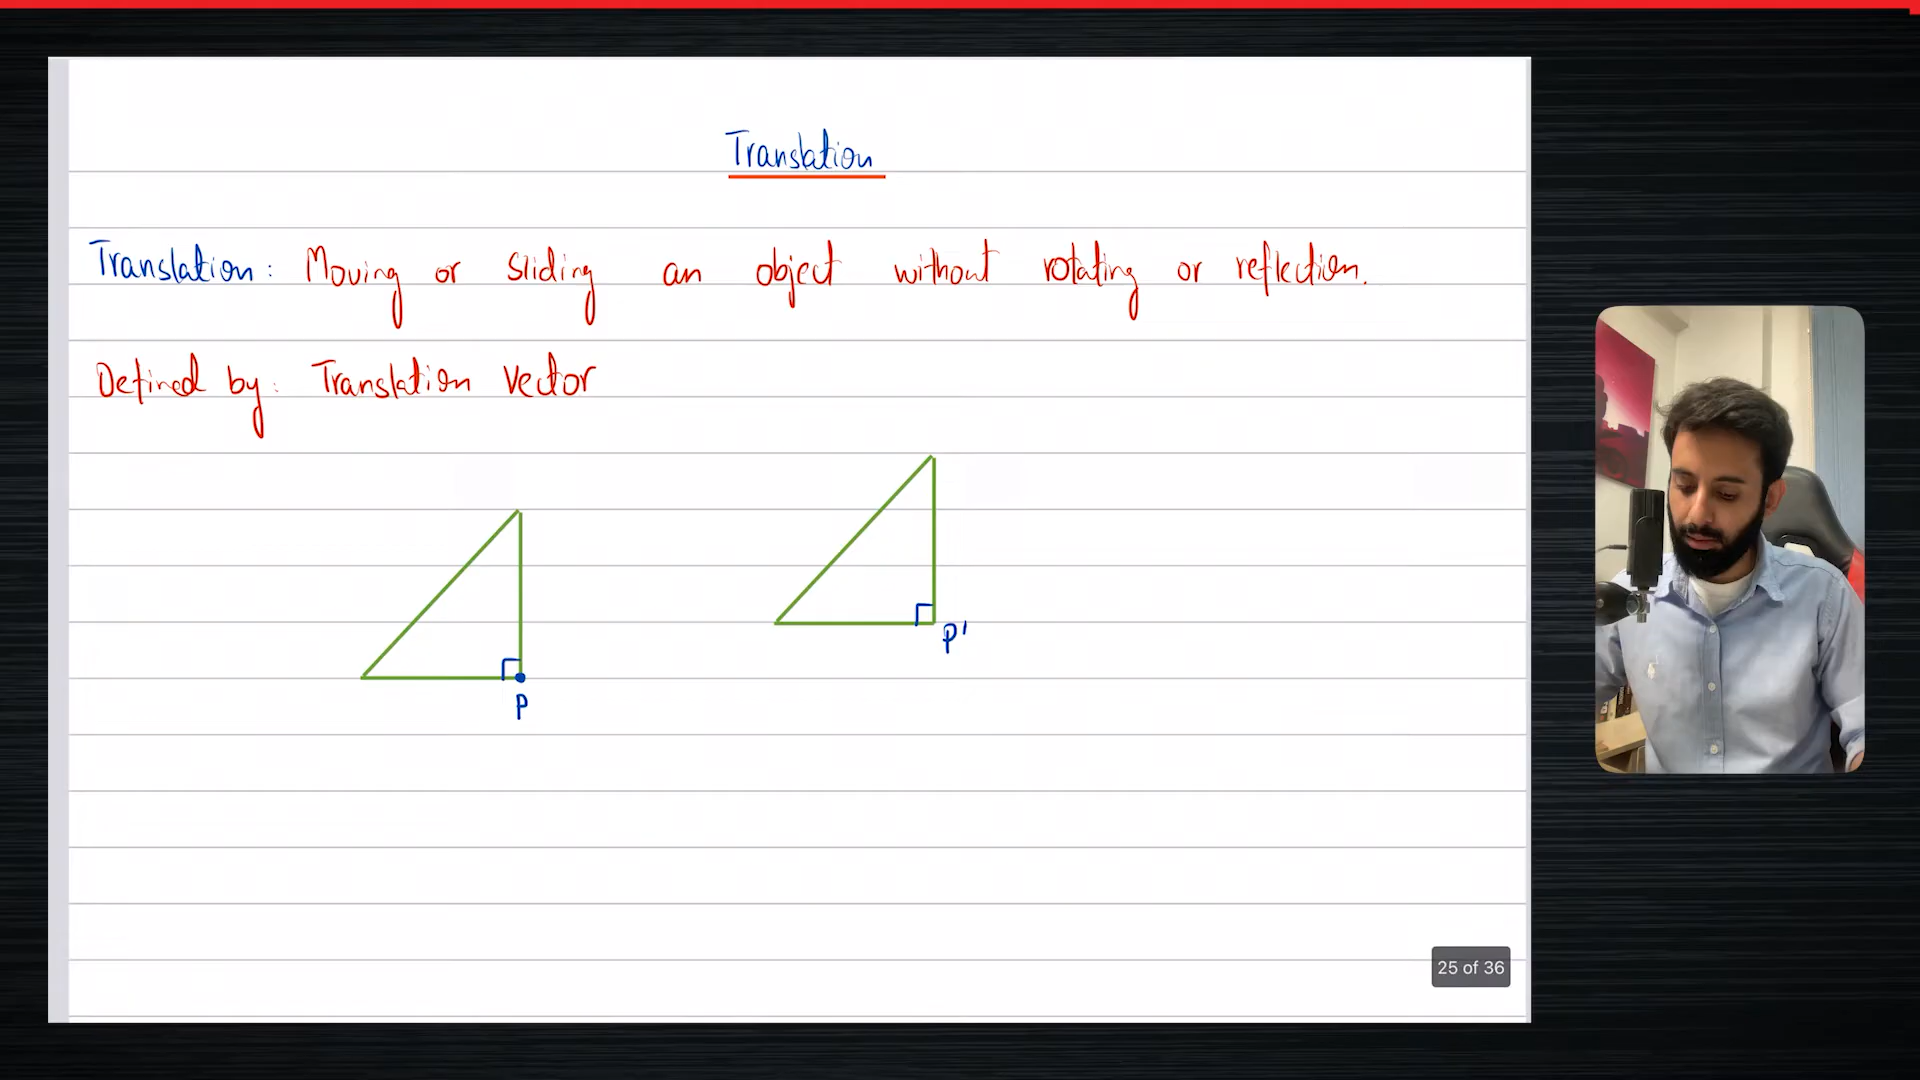 Translation
Translation: Moving or sliding an object without rotating or reflection.
Defined by: Translation Vector
P'
P
25 of 36